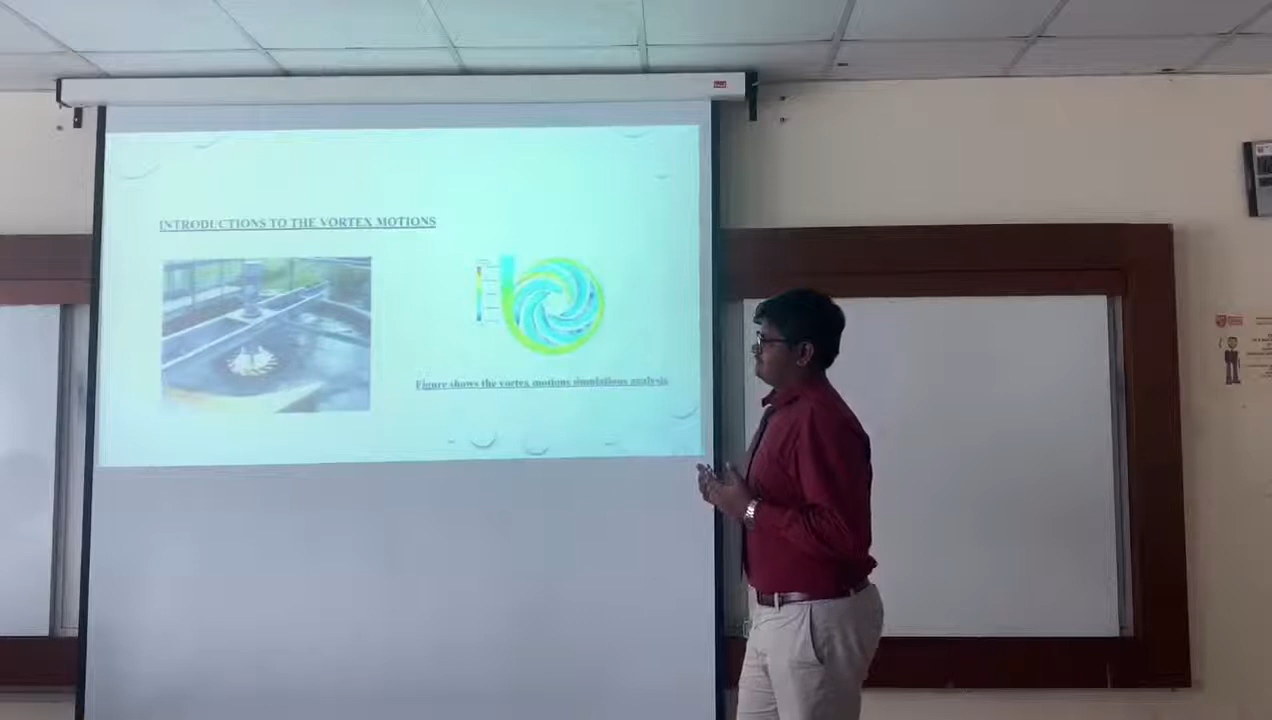 INTRODUCTIONS TO THE VORTEX MOTIONS
Figure shows the vortex motions simulations analysis